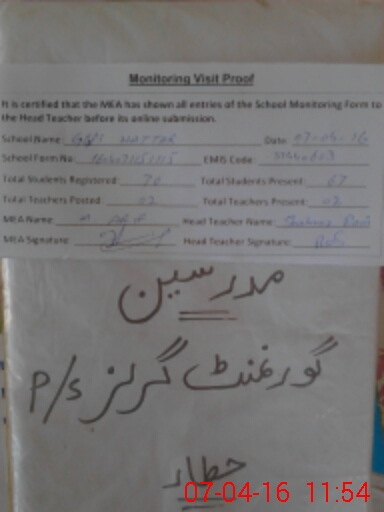 Monitoring Visit Proof
It is certified that the MEA has shown all entries of the School Monitoring Form to
the Head Teacher before its online submission.
School Name: HATTAR Date: 07-04-16
School Form No: EMIS Code:
Total Students Registered: 70 Total Students Present: 67
Total Teachers Posted: 02 Total Teachers Present: 02
MEA Name Head Teacher Name:
MEA Signature: Head Teacher Signature:
مدرسین
گورنمنٹ گرلز P/S
حطار
07-04-16 11:54